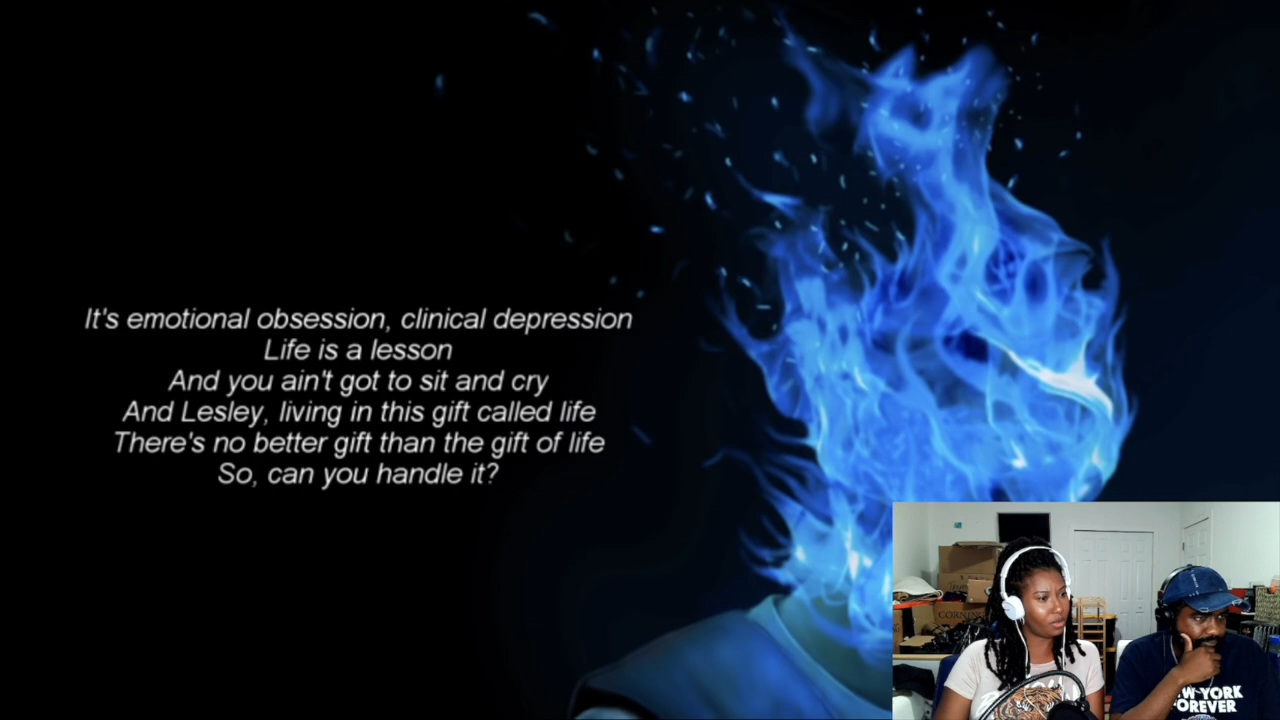 It's emotional obsession, clinical depression
Life is a lesson
And you ain't got to sit and cry
And Lesley, living in this gift called life
There's no better gift than the gift of life
So, can you handle it?
CORNING
NEW YORK
FOREVER